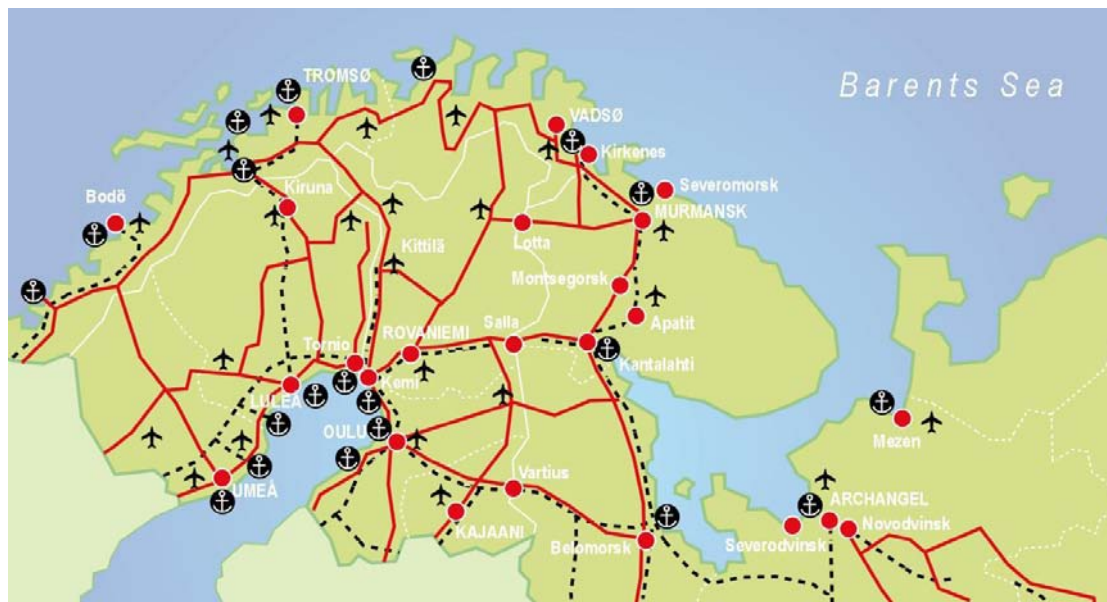 TROMSØ
Barents Sea
VADSØ
Kirkenes
Kiruna
Severomorsk
Bodö
MURMANSK
Lotta
Kittilä
Montsegorsk
Apatit
Salla
ROVANIEMI
Tornio
Kantalahti
Kemi
LULEÅ
Mezen
OULU
Vartius
UMEÅ
ARCHANGEL
KAJAANI
Novodvinsk
Severodvinsk
Belomorsk